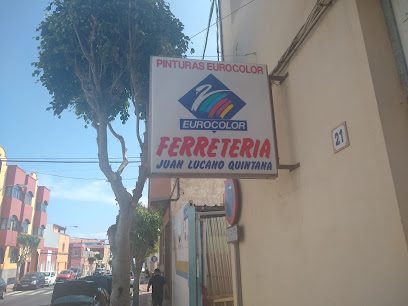 PINTURAS EUROCOLOR
EUROCOLOR
FERRETERIA
JUAN LUCANO QUINTANA
21